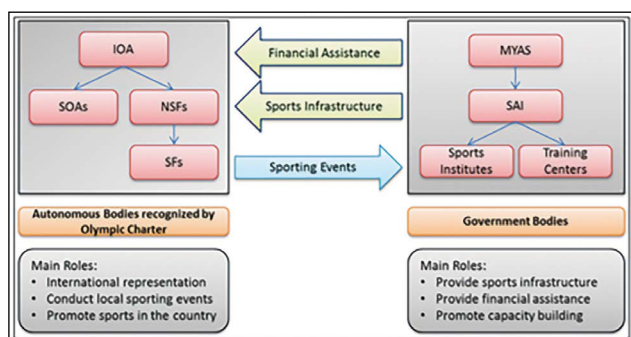 IOA
SOAs
NSFs
SFs
Financial Assistance
Sports Infrastructure
Sporting Events
MYAS
SAI
Sports
Institutes
Training
Centers
Autonomous Bodies recognized by
Olympic Charter
Government Bodies
Main Roles:
• International representation
• Conduct local sporting events
• Promote sports in the country
Main Roles:
• Provide sports infrastructure
• Provide financial assistance
• Promote capacity building